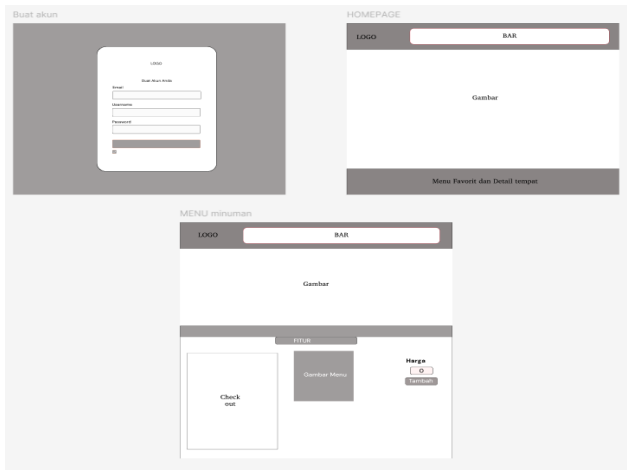 Buat akun
LOGO
Buat Akun Anda
Email
Username
Password
HOMEPAGE
LOGO
BAR
Gambar
Menu Favorit dan Detail tempat
MENU minuman
LOGO
BAR
Gambar
FITUR
Check
out
Gambar Menu
Harga
0
Tambah